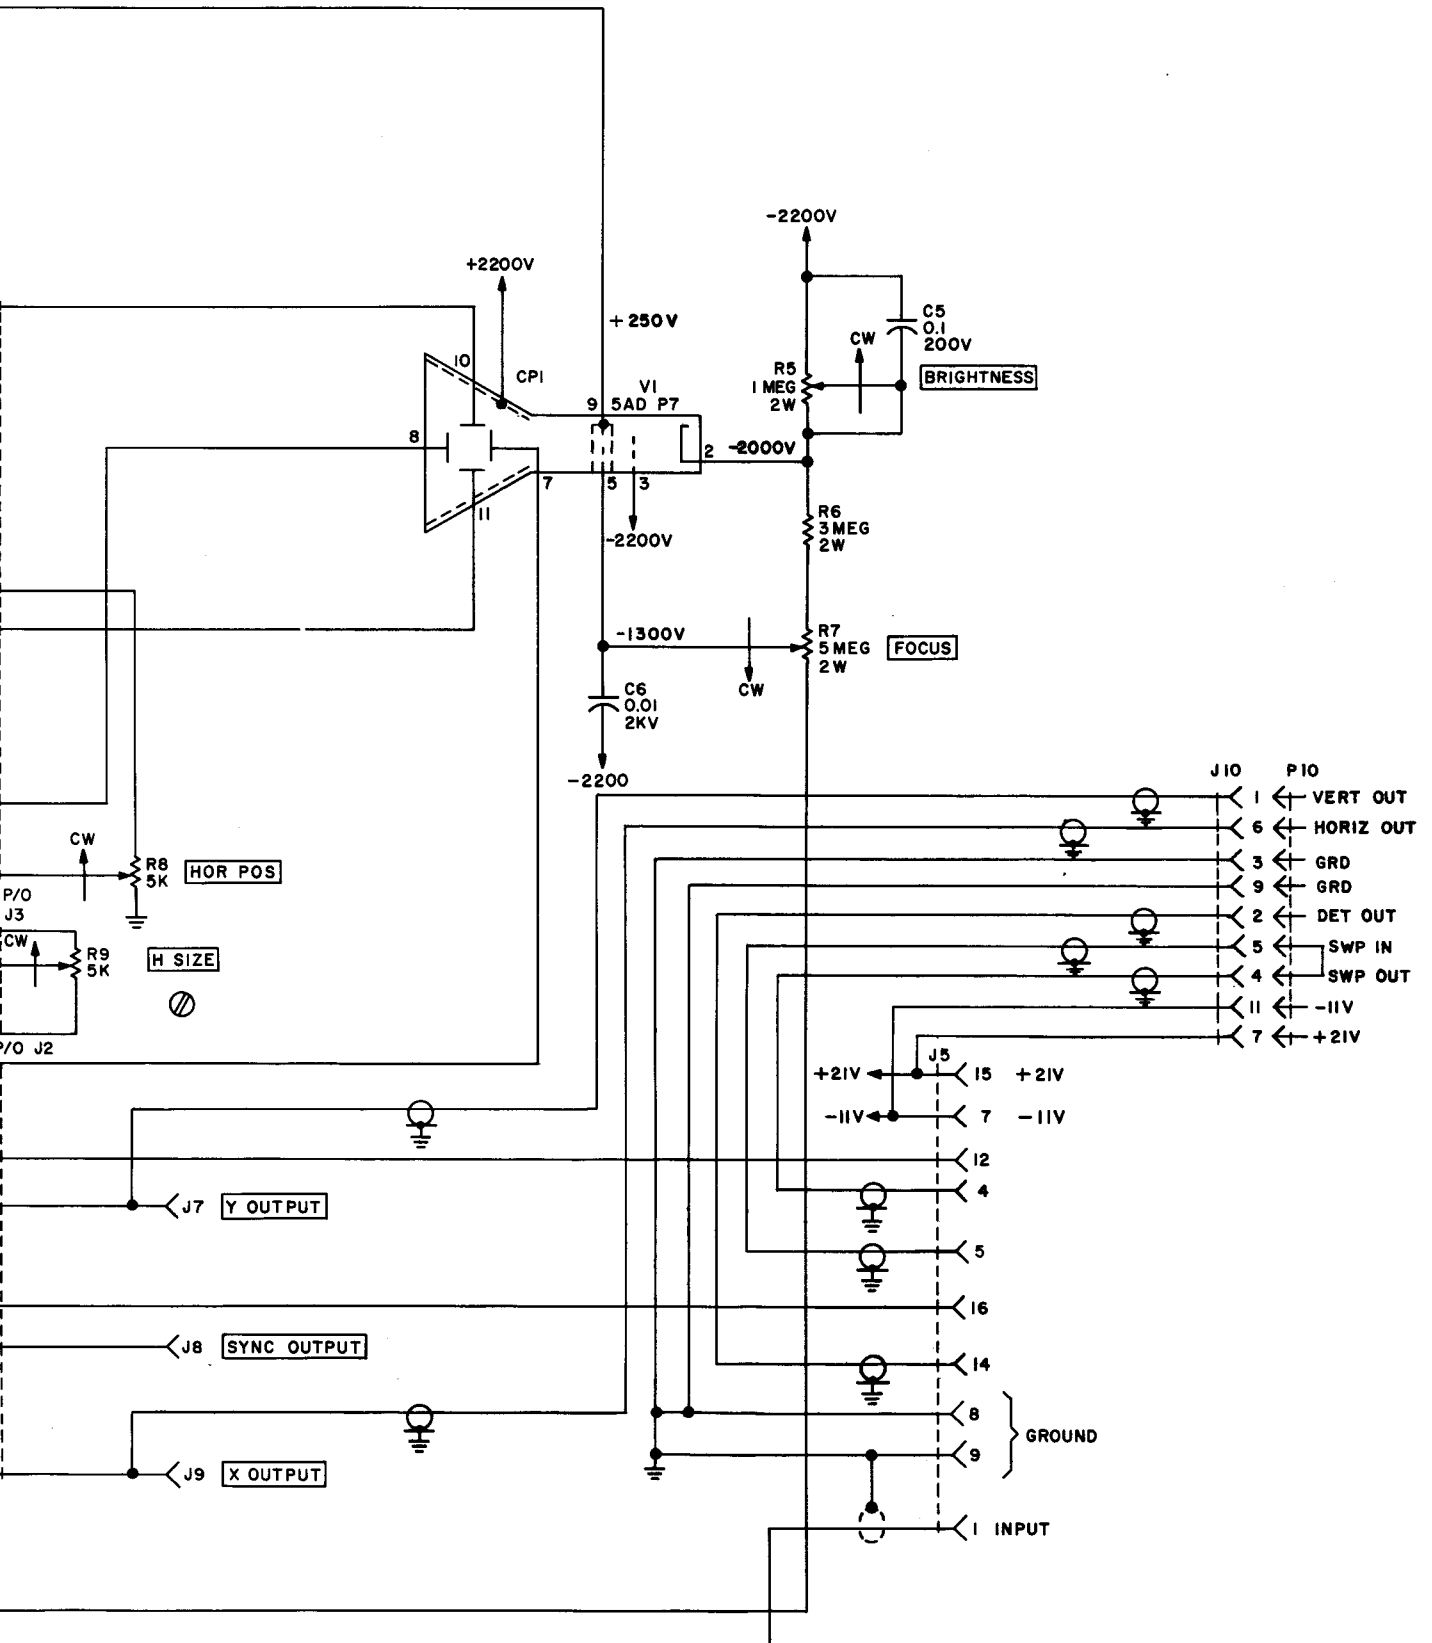 -2200V
+2200V
+250V
C5
0.1
200V
CW
BRIGHTNESS
R5
1 MEG
2W
10
CP1
V1
9 5AD P7
8
2 -2000V
7
5
3
11
-2200V
R6
3 MEG
2W
-1300V
R7
5 MEG
2W
FOCUS
CW
C6
0.01
2KV
-2200
J10 P10
1 VERT OUT
6 HORIZ OUT
3 GRD
9 GRD
2 DET OUT
5 SWP IN
4 SWP OUT
11 -11V
7 +21V
CW
R8
5K
HOR POS
P/O
J3
CW
R9
5K
H SIZE
P/O J2
J5
+21V 15 +21V
-11V 7 -11V
12
4
J7 Y OUTPUT
5
16
J8 SYNC OUTPUT
14
8
GROUND
9
J9 X OUTPUT
1 INPUT